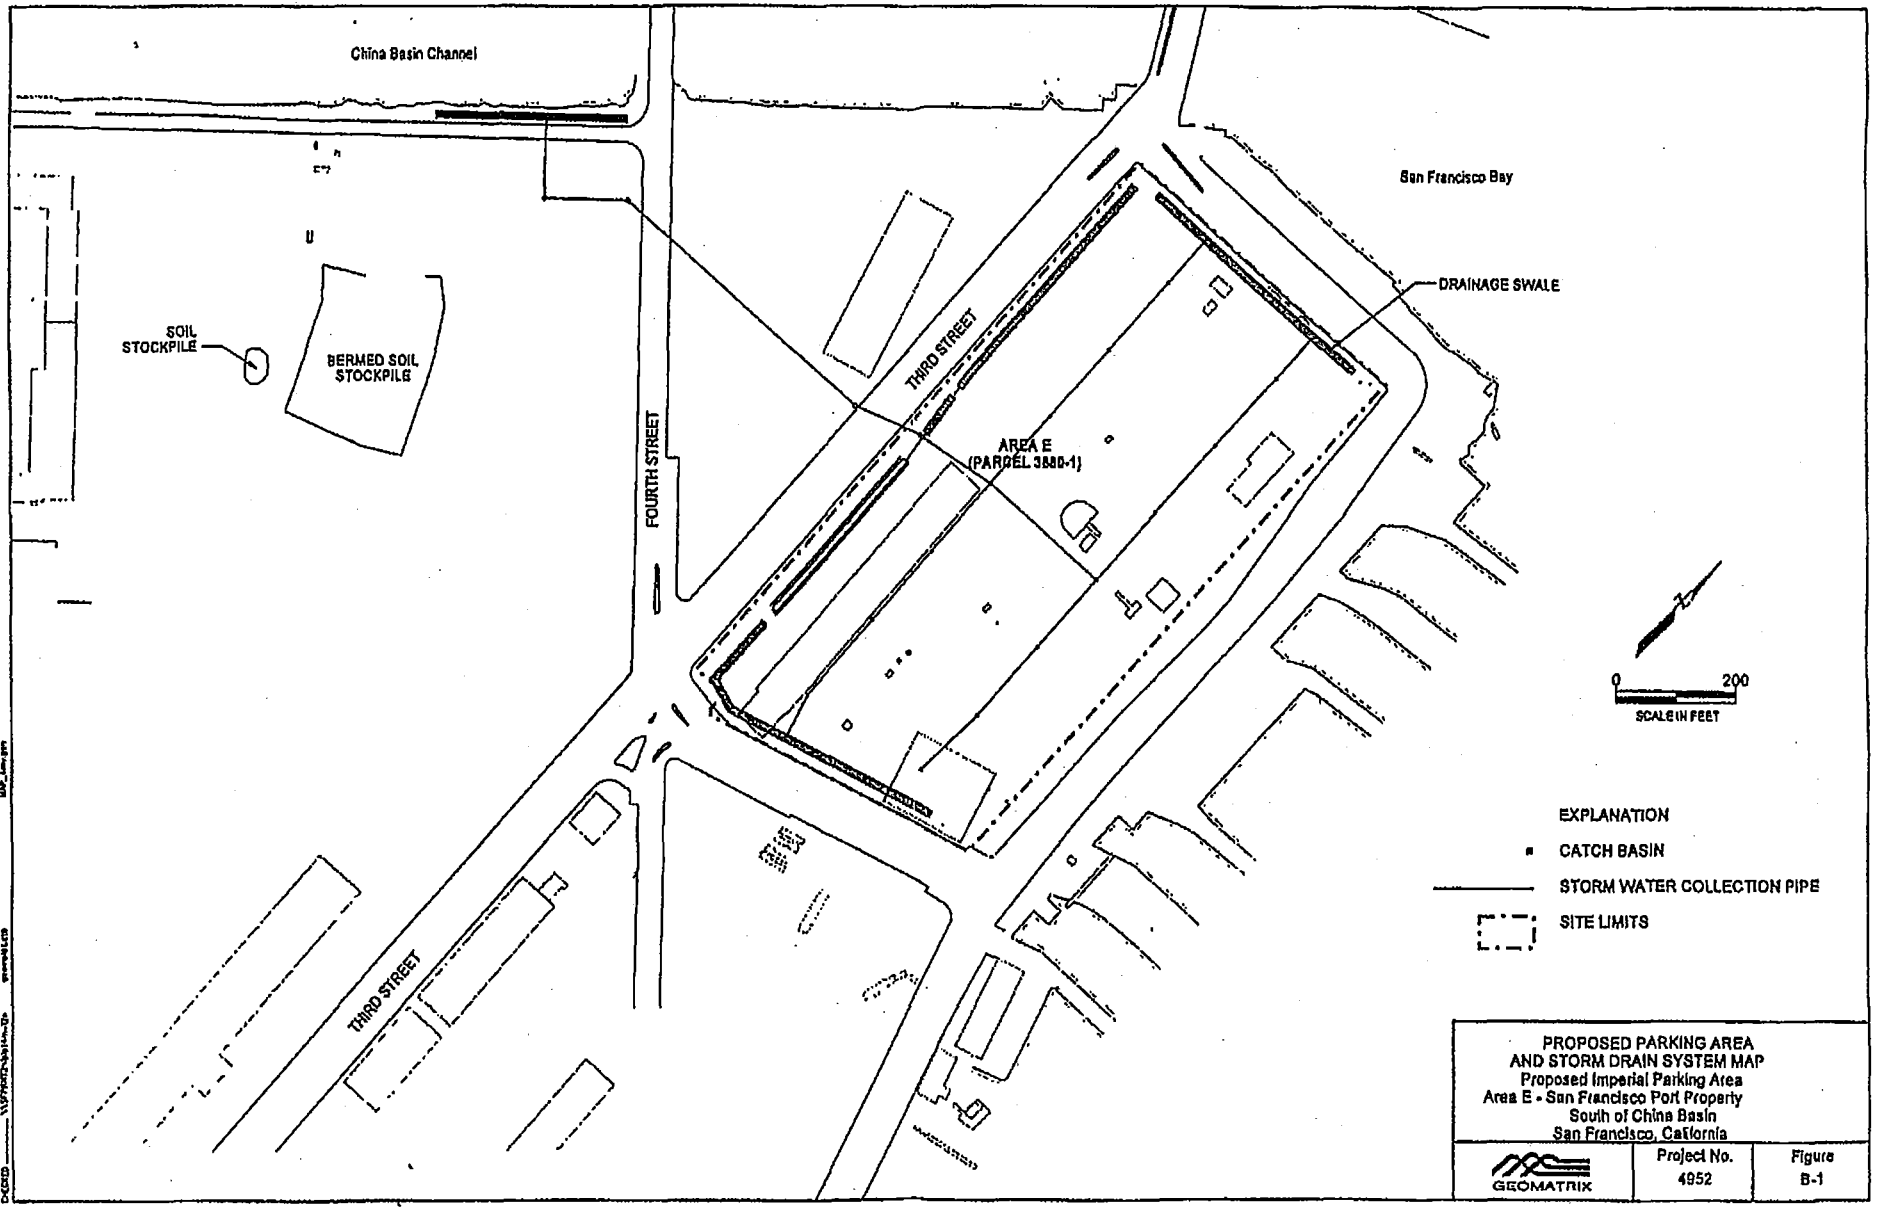 China Basin Channel
San Francisco Bay
DRAINAGE SWALE
SOIL
STOCKPILE
BERMED SOIL
STOCKPILE
THIRD STREET
FOURTH STREET
AREA E
(PARCEL 3880-1)
0 200
SCALE IN FEET
EXPLANATION
CATCH BASIN
STORM WATER COLLECTION PIPE
SITE LIMITS
THIRD STREET
PROPOSED PARKING AREA
AND STORM DRAIN SYSTEM MAP
Proposed Imperial Parking Area
Area E - San Francisco Port Property
South of China Basin
San Francisco, California
GEOMATRIX
Project No.
4952
Figure
B-1